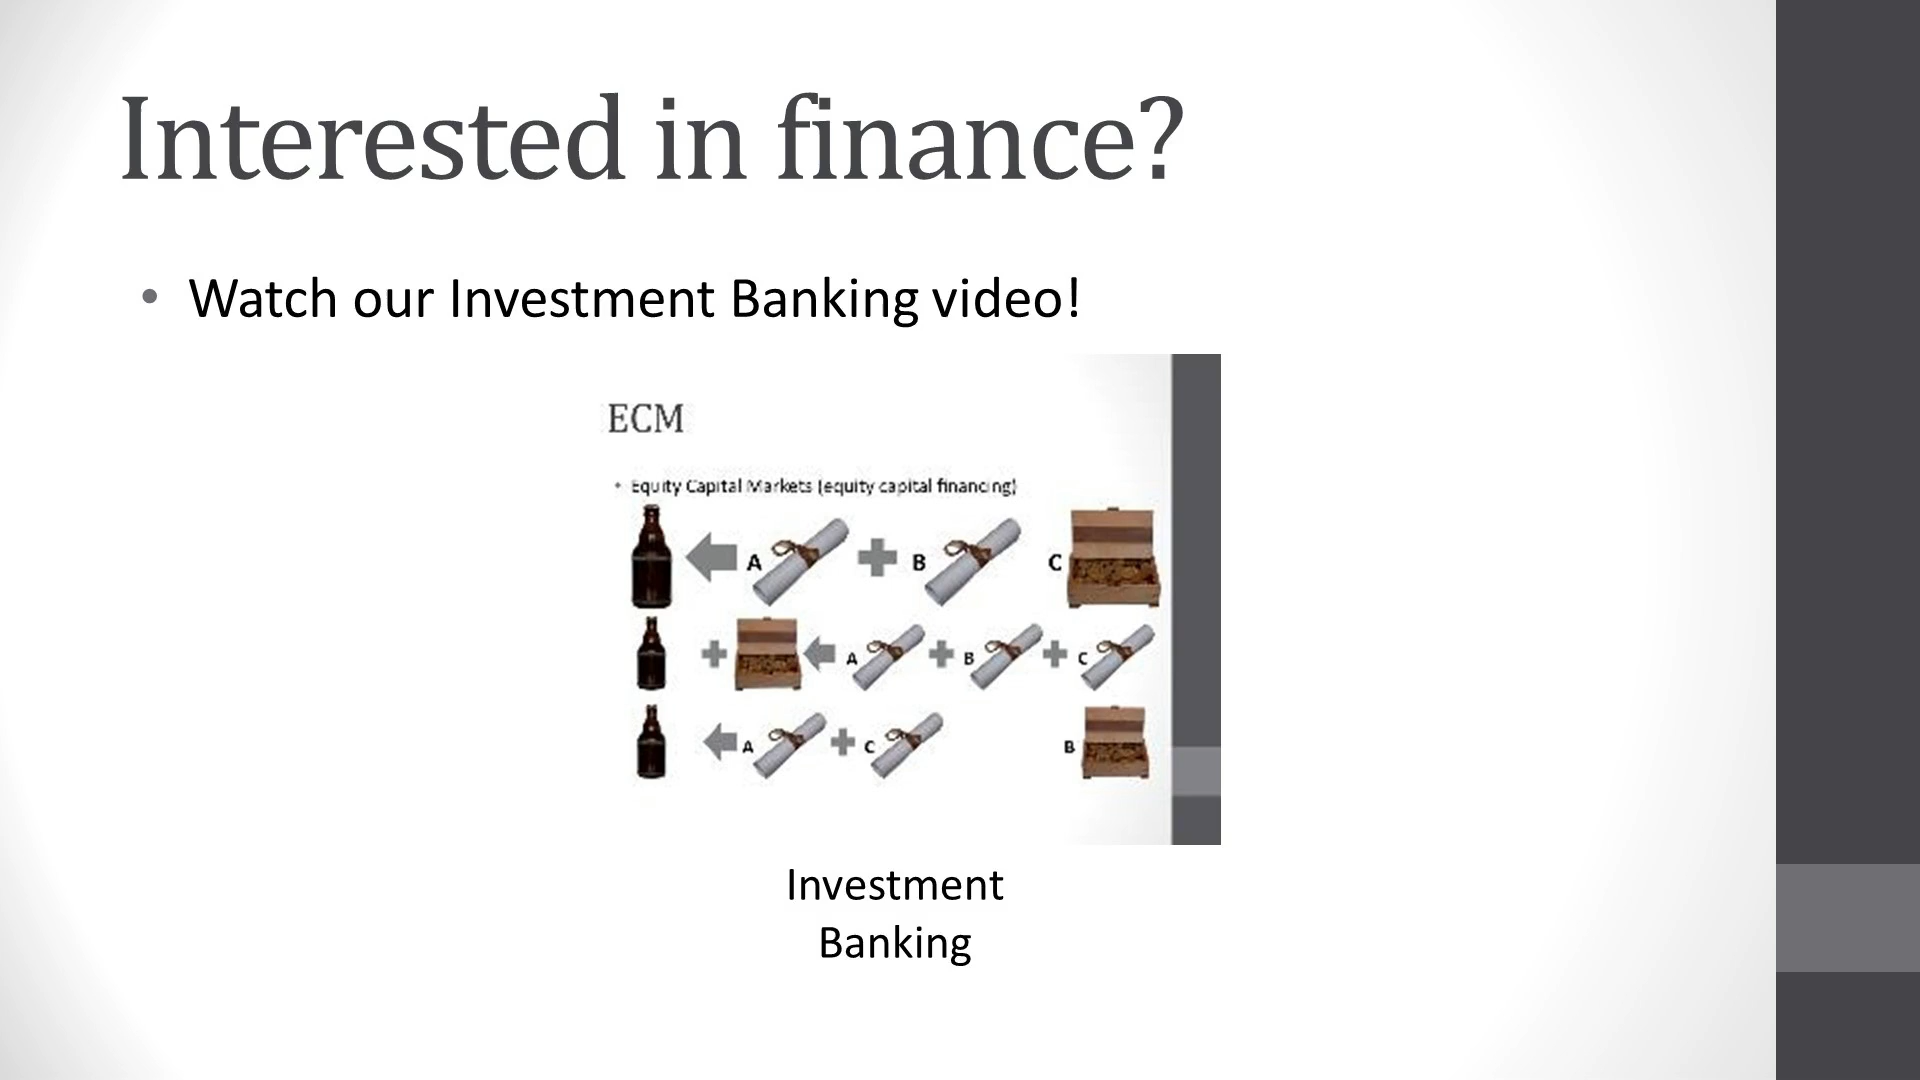 Interested in finance?
• Watch our Investment Banking video!
ECM
• Equity Capital Markets (equity capital financing)
A B C
A B C
A C B
Investment
Banking